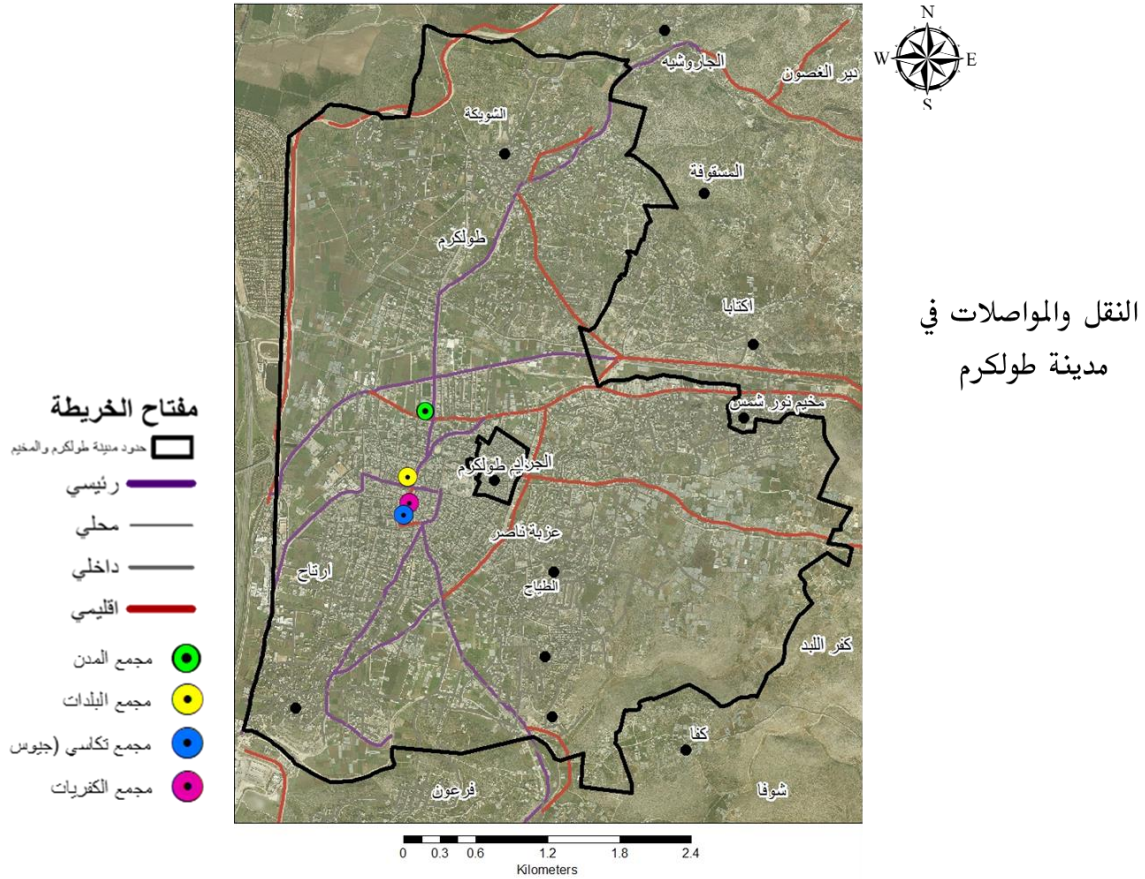 النقل والمواصلات في
مدينة طولكرم
N
W
E
S
الجاروشيه
دير الغصون
الشويكة
المسقوفة
طولكرم
اكتابا
مخيم نور شمس
طولكرم
عزبة ناصر
الطياح
ارتاح
كفر اللبد
كفا
شوفا
فرعون
مفتاح الخريطة
حدود مدينة طولكرم والمخيم
رئيسي
محلي
داخلي
اقليمي
مجمع المدن
مجمع البلدات
مجمع تكاسي (جيوس
مجمع الكفريات
0 0.3 0.6 1.2 1.8 2.4
Kilometers